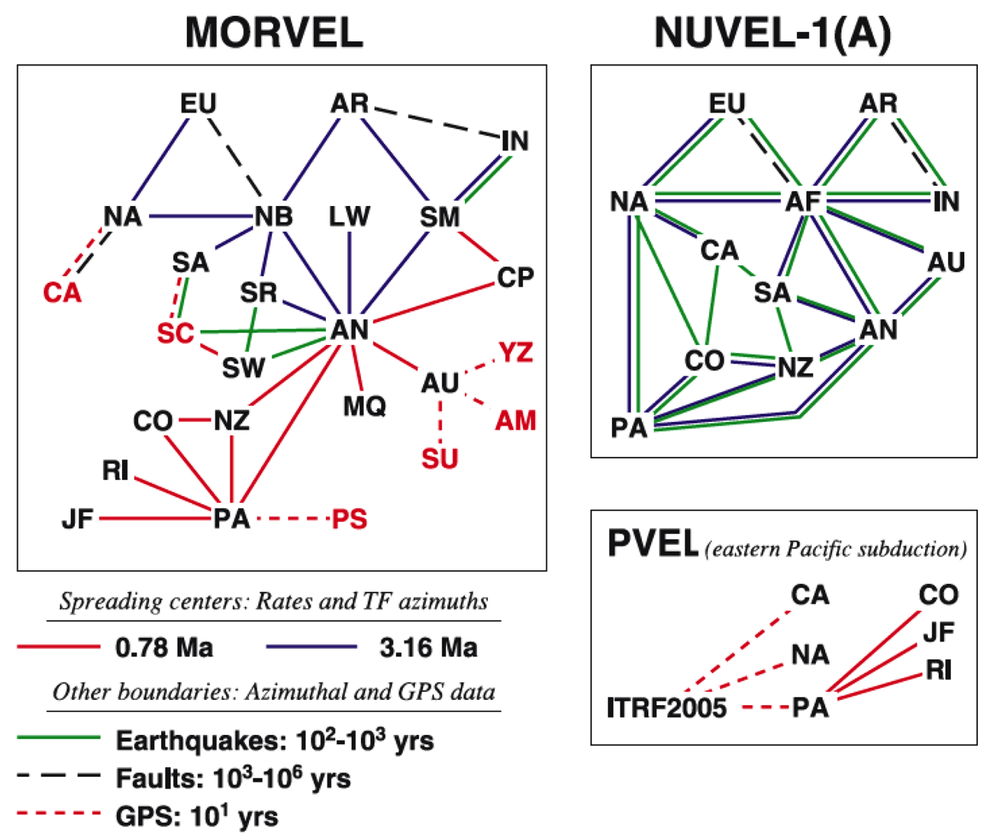 MORVEL
EU
AR
IN
NA
NB
LW
SM
SA
CA
SR
CP
SC
AN
SW
YZ
AU
MQ
CO
NZ
AM
SU
RI
JF
PA
PS
Spreading centers: Rates and TF azimuths
0.78 Ma
3.16 Ma
Other boundaries: Azimuthal and GPS data
Earthquakes: 10²-10³ yrs
Faults: 10³-10⁶ yrs
GPS: 10¹ yrs
NUVEL-1(A)
EU
AR
NA
AF
IN
CA
AU
SA
AN
CO
NZ
PA
PVEL (eastern Pacific subduction)
CA
CO
JF
NA
RI
ITRF2005
PA